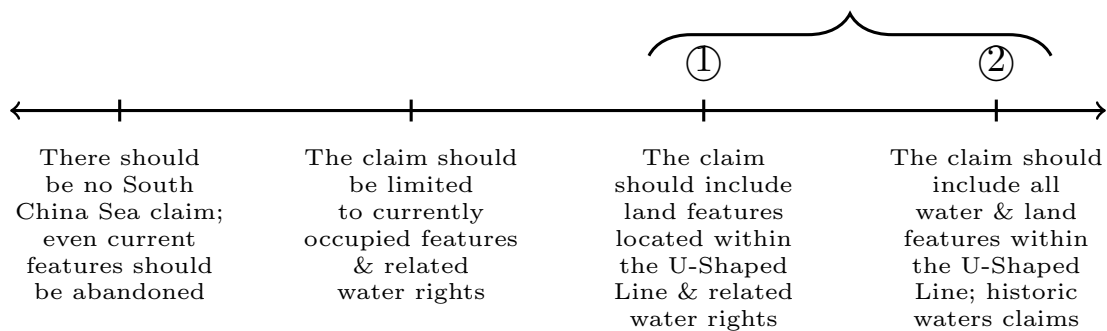 ① ②
There should
be no South
China Sea claim;
even current
features should
be abandoned
The claim should
be limited
to currently
occupied features
& related
water rights
The claim
should include
land features
located within
the U-Shaped
Line & related
water rights
The claim should
include all
water & land
features within
the U-Shaped
Line; historic
waters claims